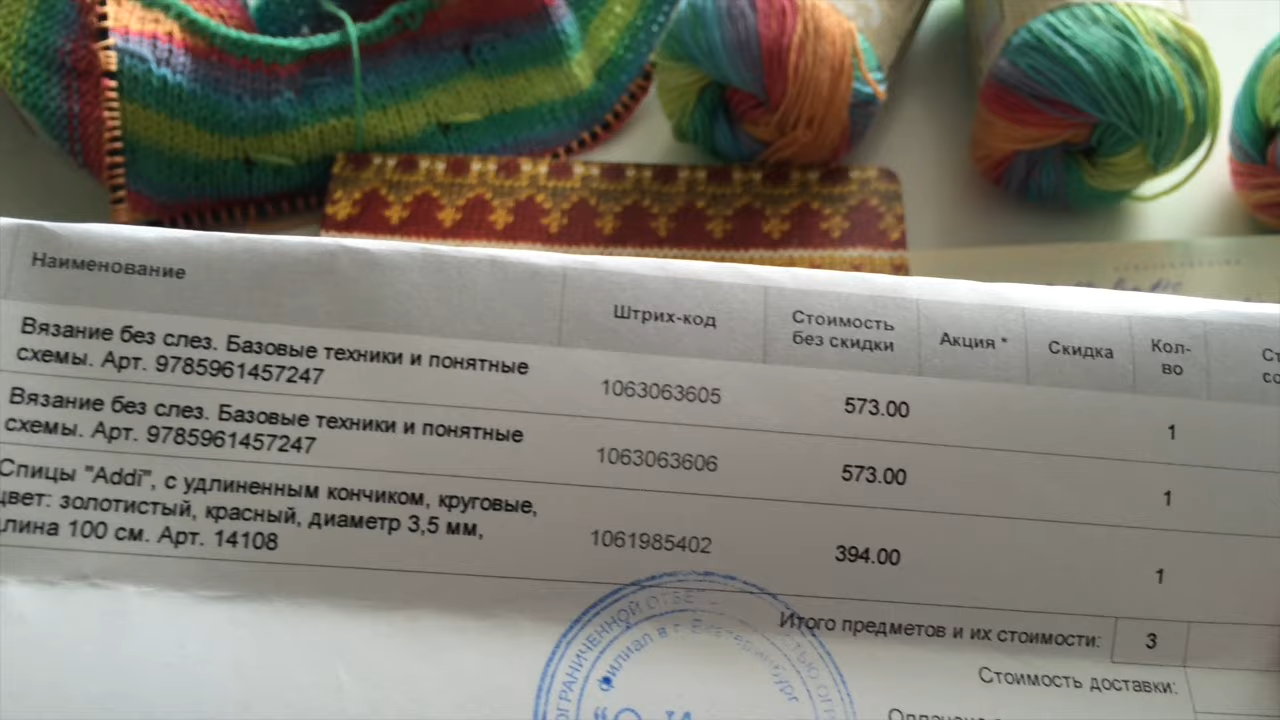 Наименование
Штрих-код
Стоимость
без скидки
Акция *
Скидка
Кол-
во
Вязание без слез. Базовые техники и понятные
схемы. Арт. 9785961457247
1063063605
573.00
1
Вязание без слез. Базовые техники и понятные
схемы. Арт. 9785961457247
1063063606
573.00
1
Спицы "Addi", с удлиненным кончиком, круговые,
цвет: золотистый, красный, диаметр 3,5 мм,
длина 100 см. Арт. 14108
1061985402
394.00
1
Итого предметов и их стоимости:
3
Стоимость доставки:
Филиал в г. Екатеринбург